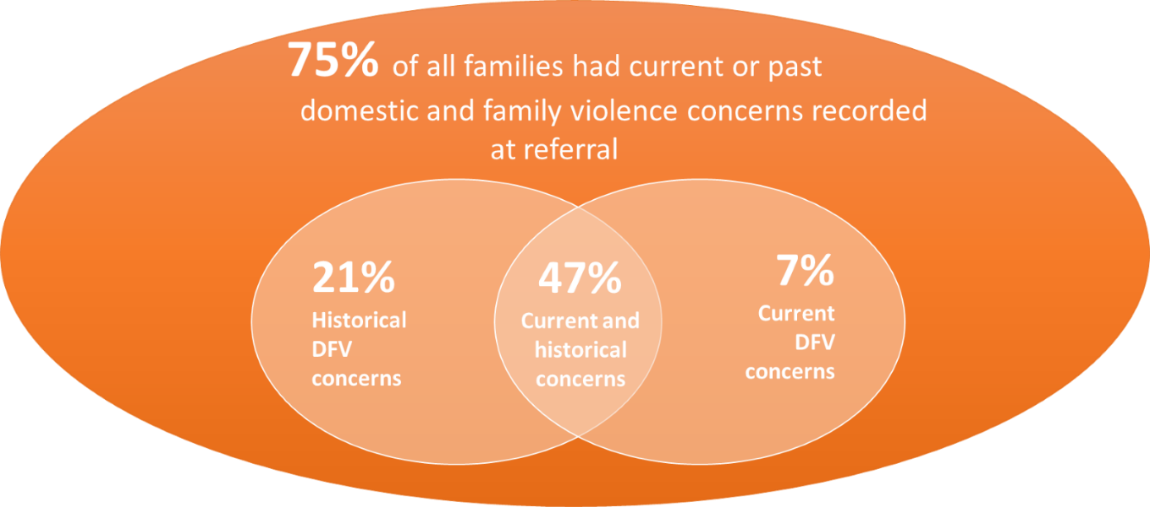 75% of all families had current or past
domestic and family violence concerns recorded
at referral
21%
Historical
DFV
concerns
47%
Current and
historical
concerns
7%
Current
DFV
concerns